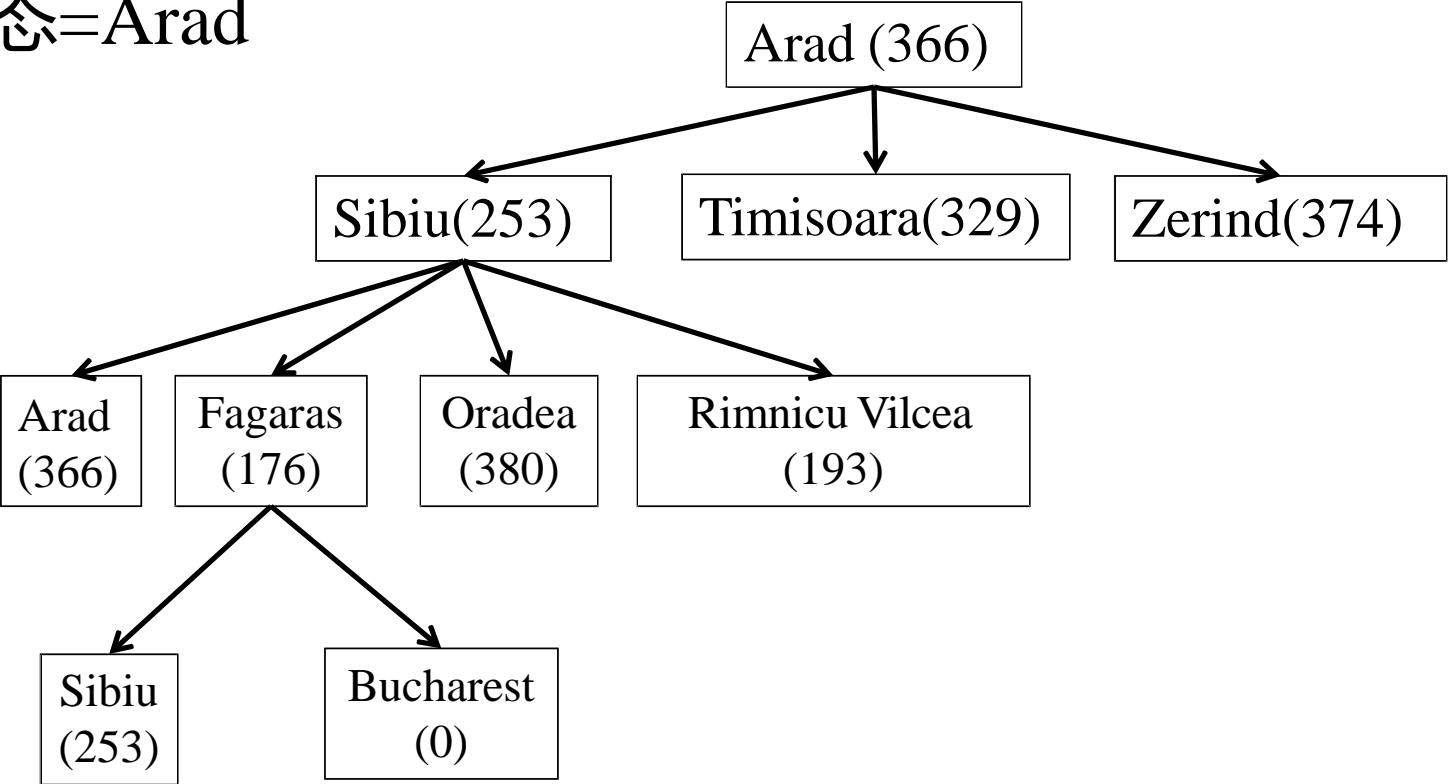 态=Arad
Arad (366)
Sibiu(253)
Timisoara(329)
Zerind(374)
Arad
(366)
Fagaras
(176)
Oradea
(380)
Rimnicu Vilcea
(193)
Sibiu
(253)
Bucharest
(0)